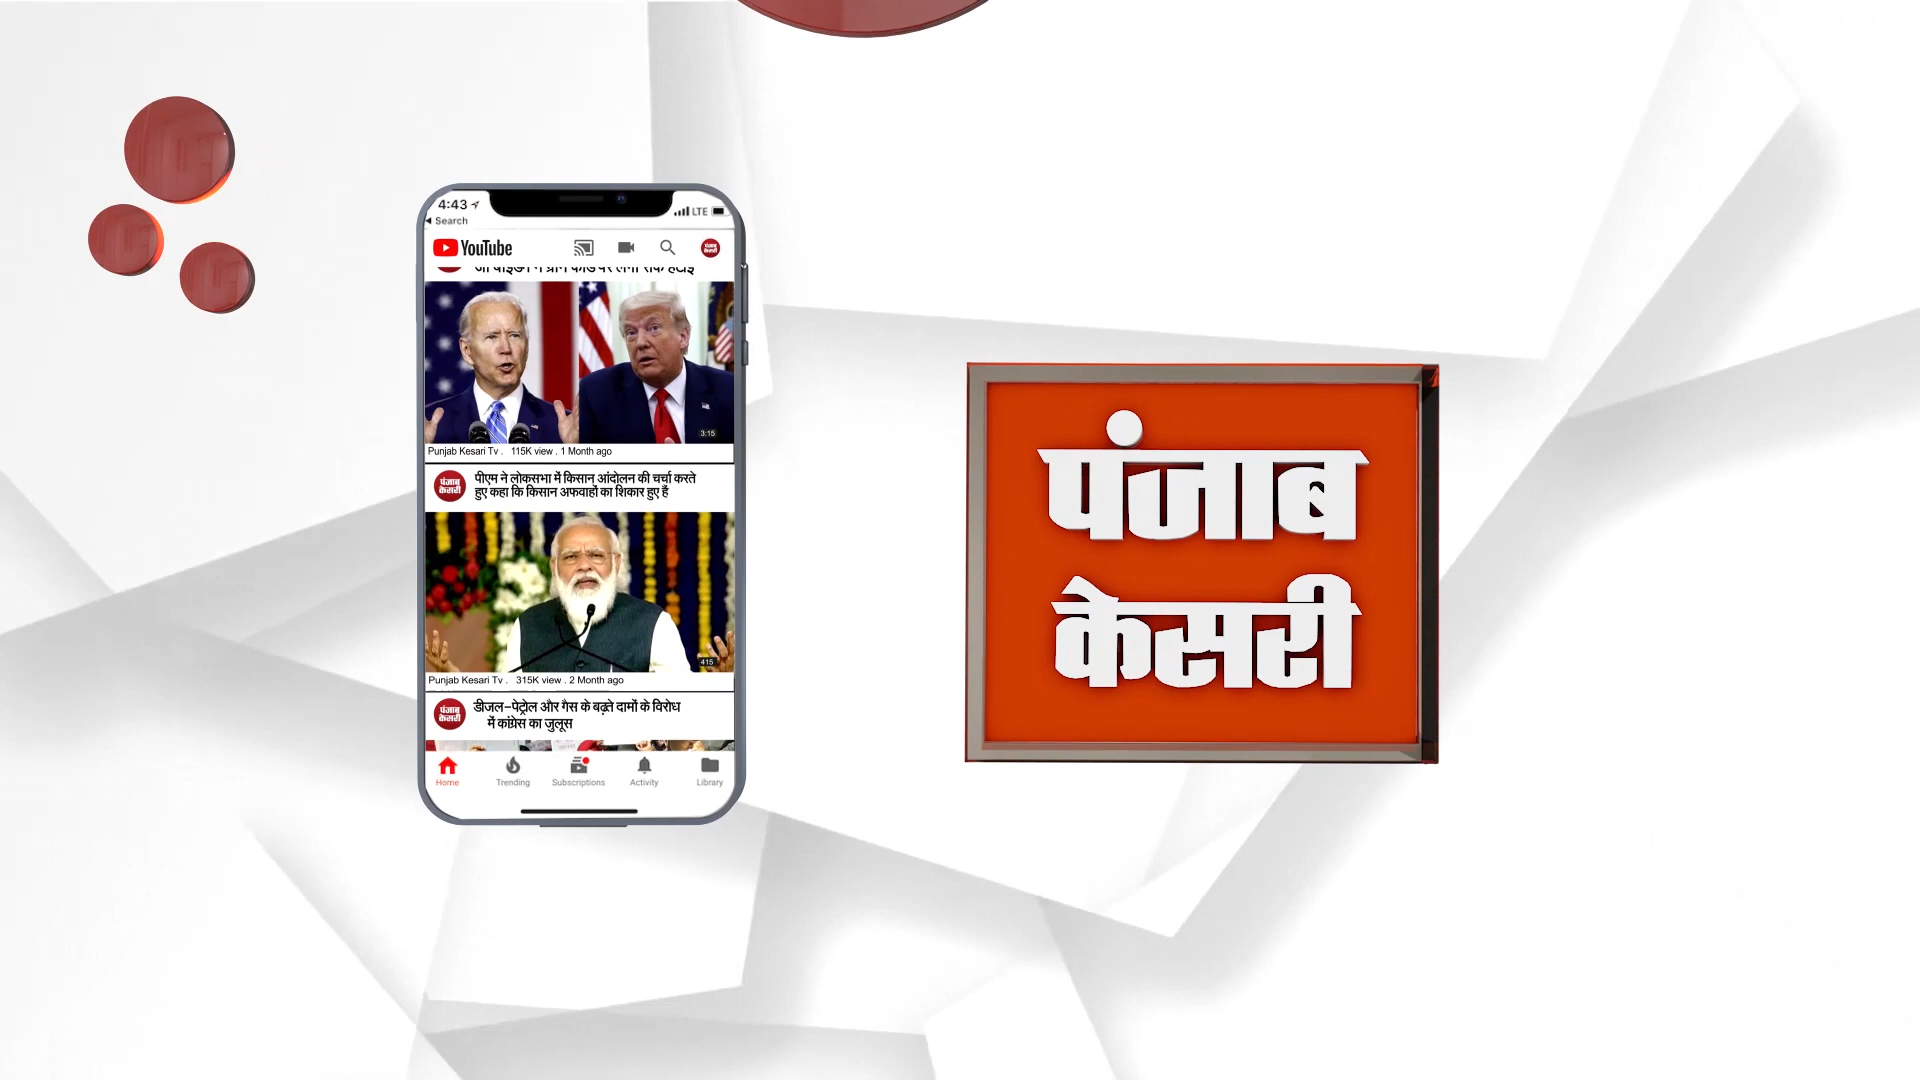 4:43
LTE
Search
YouTube
पंजाब
केसरी
3:15
Punjab Kesari Tv . 115K view . 1 Month ago
पंजाब
केसरी
पीएम ने लोकसभा में किसान आंदोलन की चर्चा करते
हुए कहा कि किसान अफवाहों का शिकार हुए हैं
415
Punjab Kesari Tv . 315K view . 2 Month ago
पंजाब
केसरी
डीजल-पेट्रोल और गैस के बढ़ते दामों के विरोध
में कांग्रेस का जुलूस
Home Trending Subscriptions Activity Library
पंजाब
केसरी